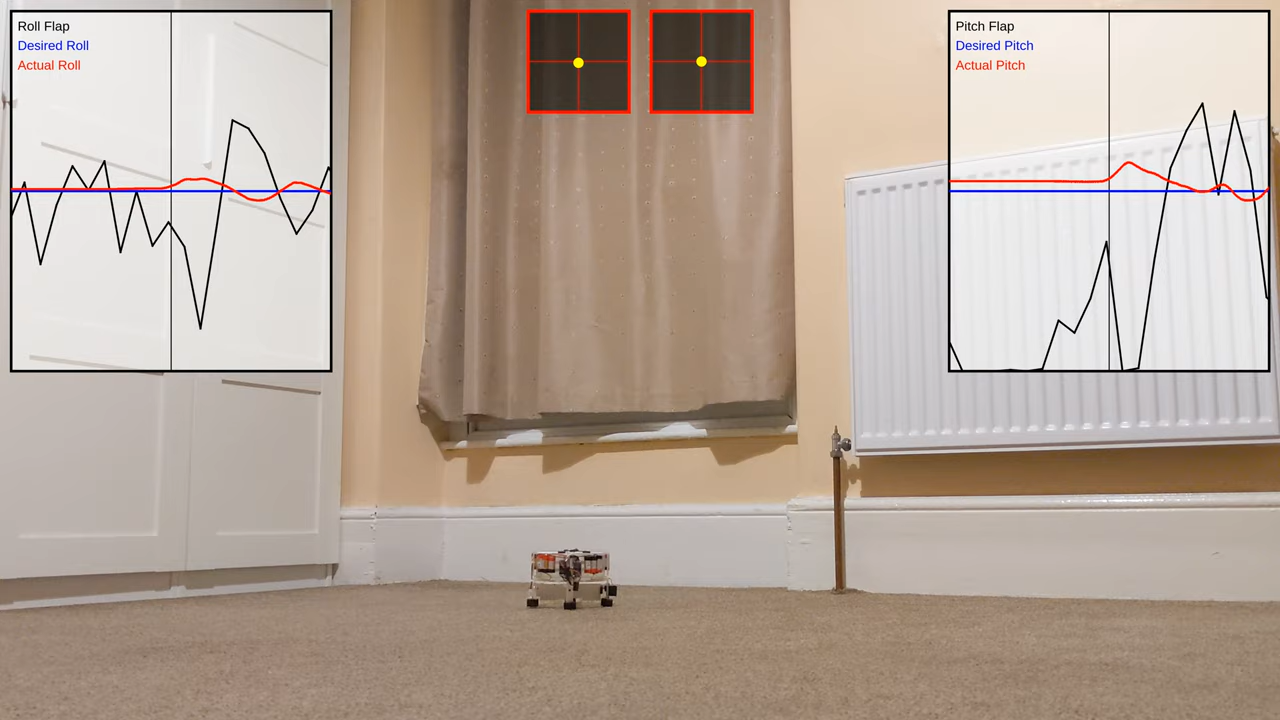 Roll Flap
Desired Roll
Actual Roll
Pitch Flap
Desired Pitch
Actual Pitch